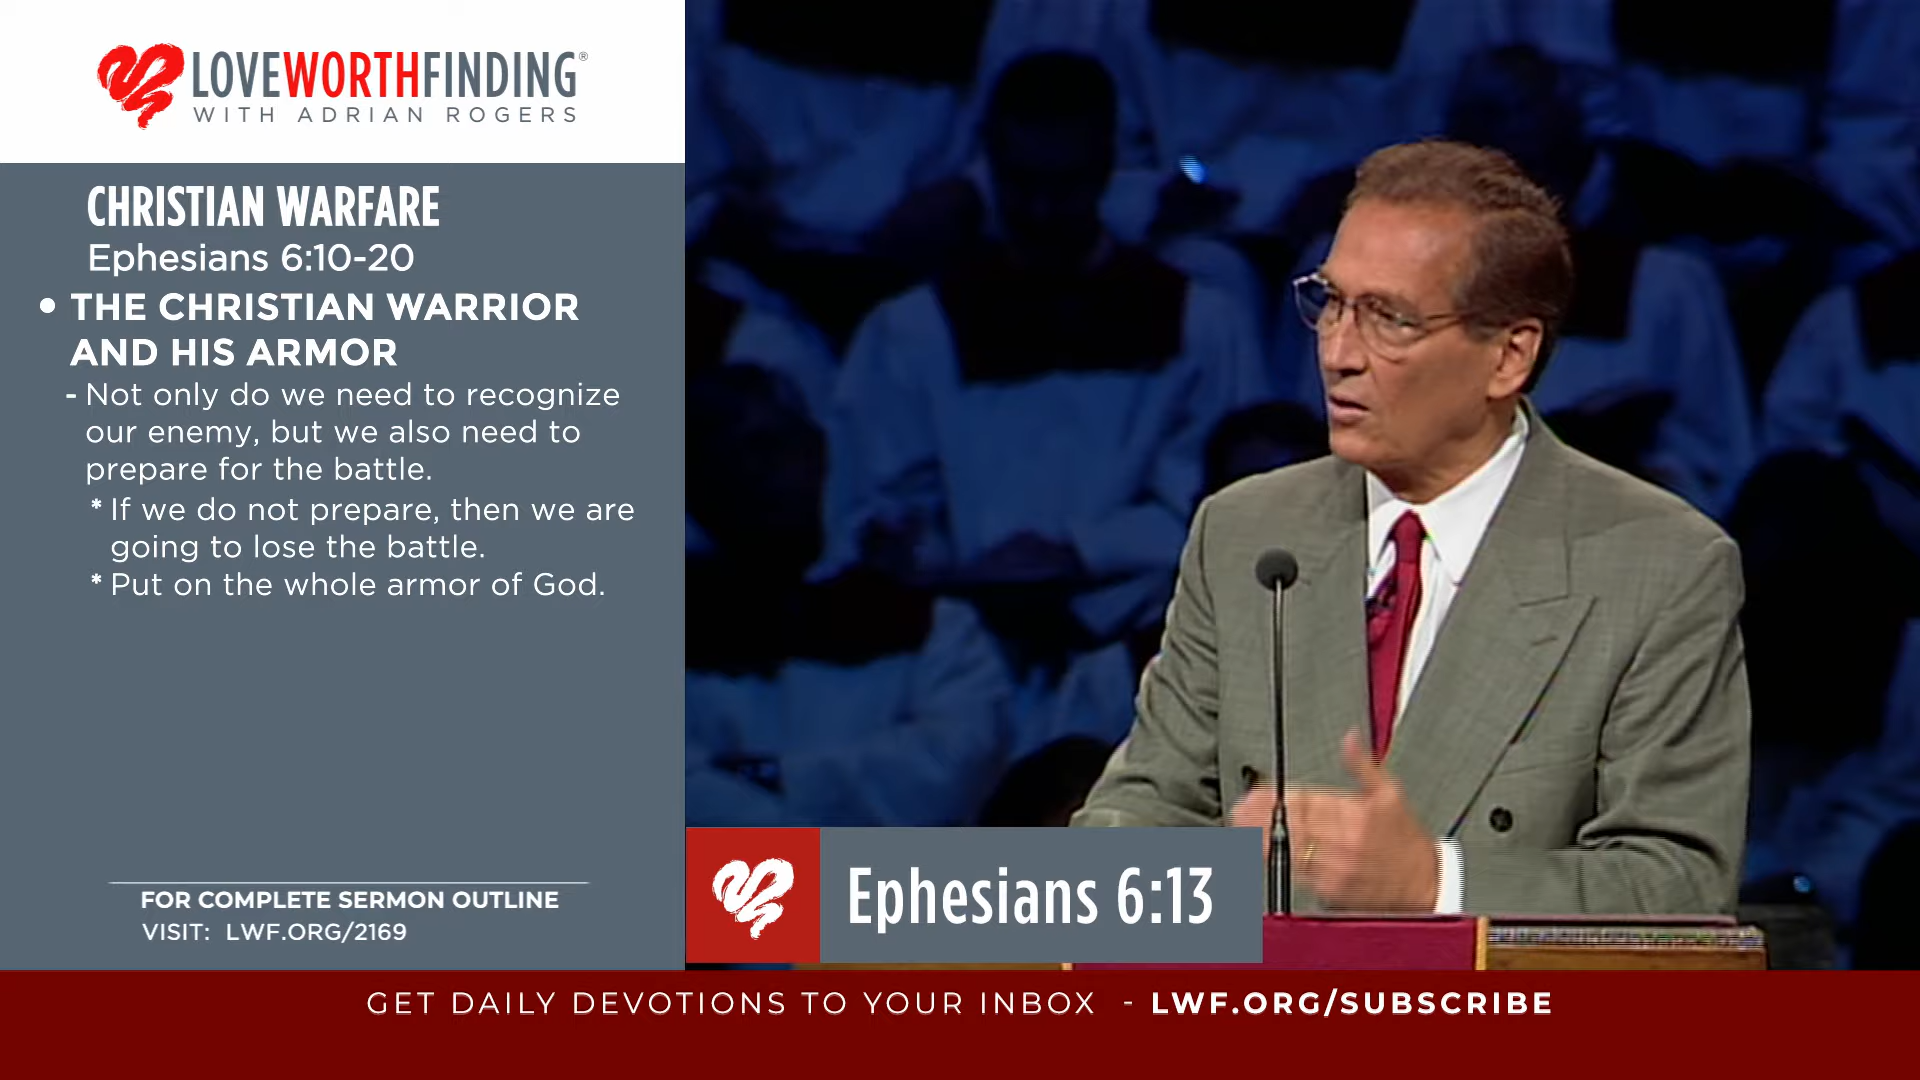 LOVEWORTHFINDING®
WITH ADRIAN ROGERS
CHRISTIAN WARFARE
Ephesians 6:10-20
• THE CHRISTIAN WARRIOR
AND HIS ARMOR
- Not only do we need to recognize
our enemy, but we also need to
prepare for the battle.
* If we do not prepare, then we are
going to lose the battle.
* Put on the whole armor of God.
FOR COMPLETE SERMON OUTLINE
VISIT: LWF.ORG/2169
Ephesians 6:13
GET DAILY DEVOTIONS TO YOUR INBOX - LWF.ORG/SUBSCRIBE